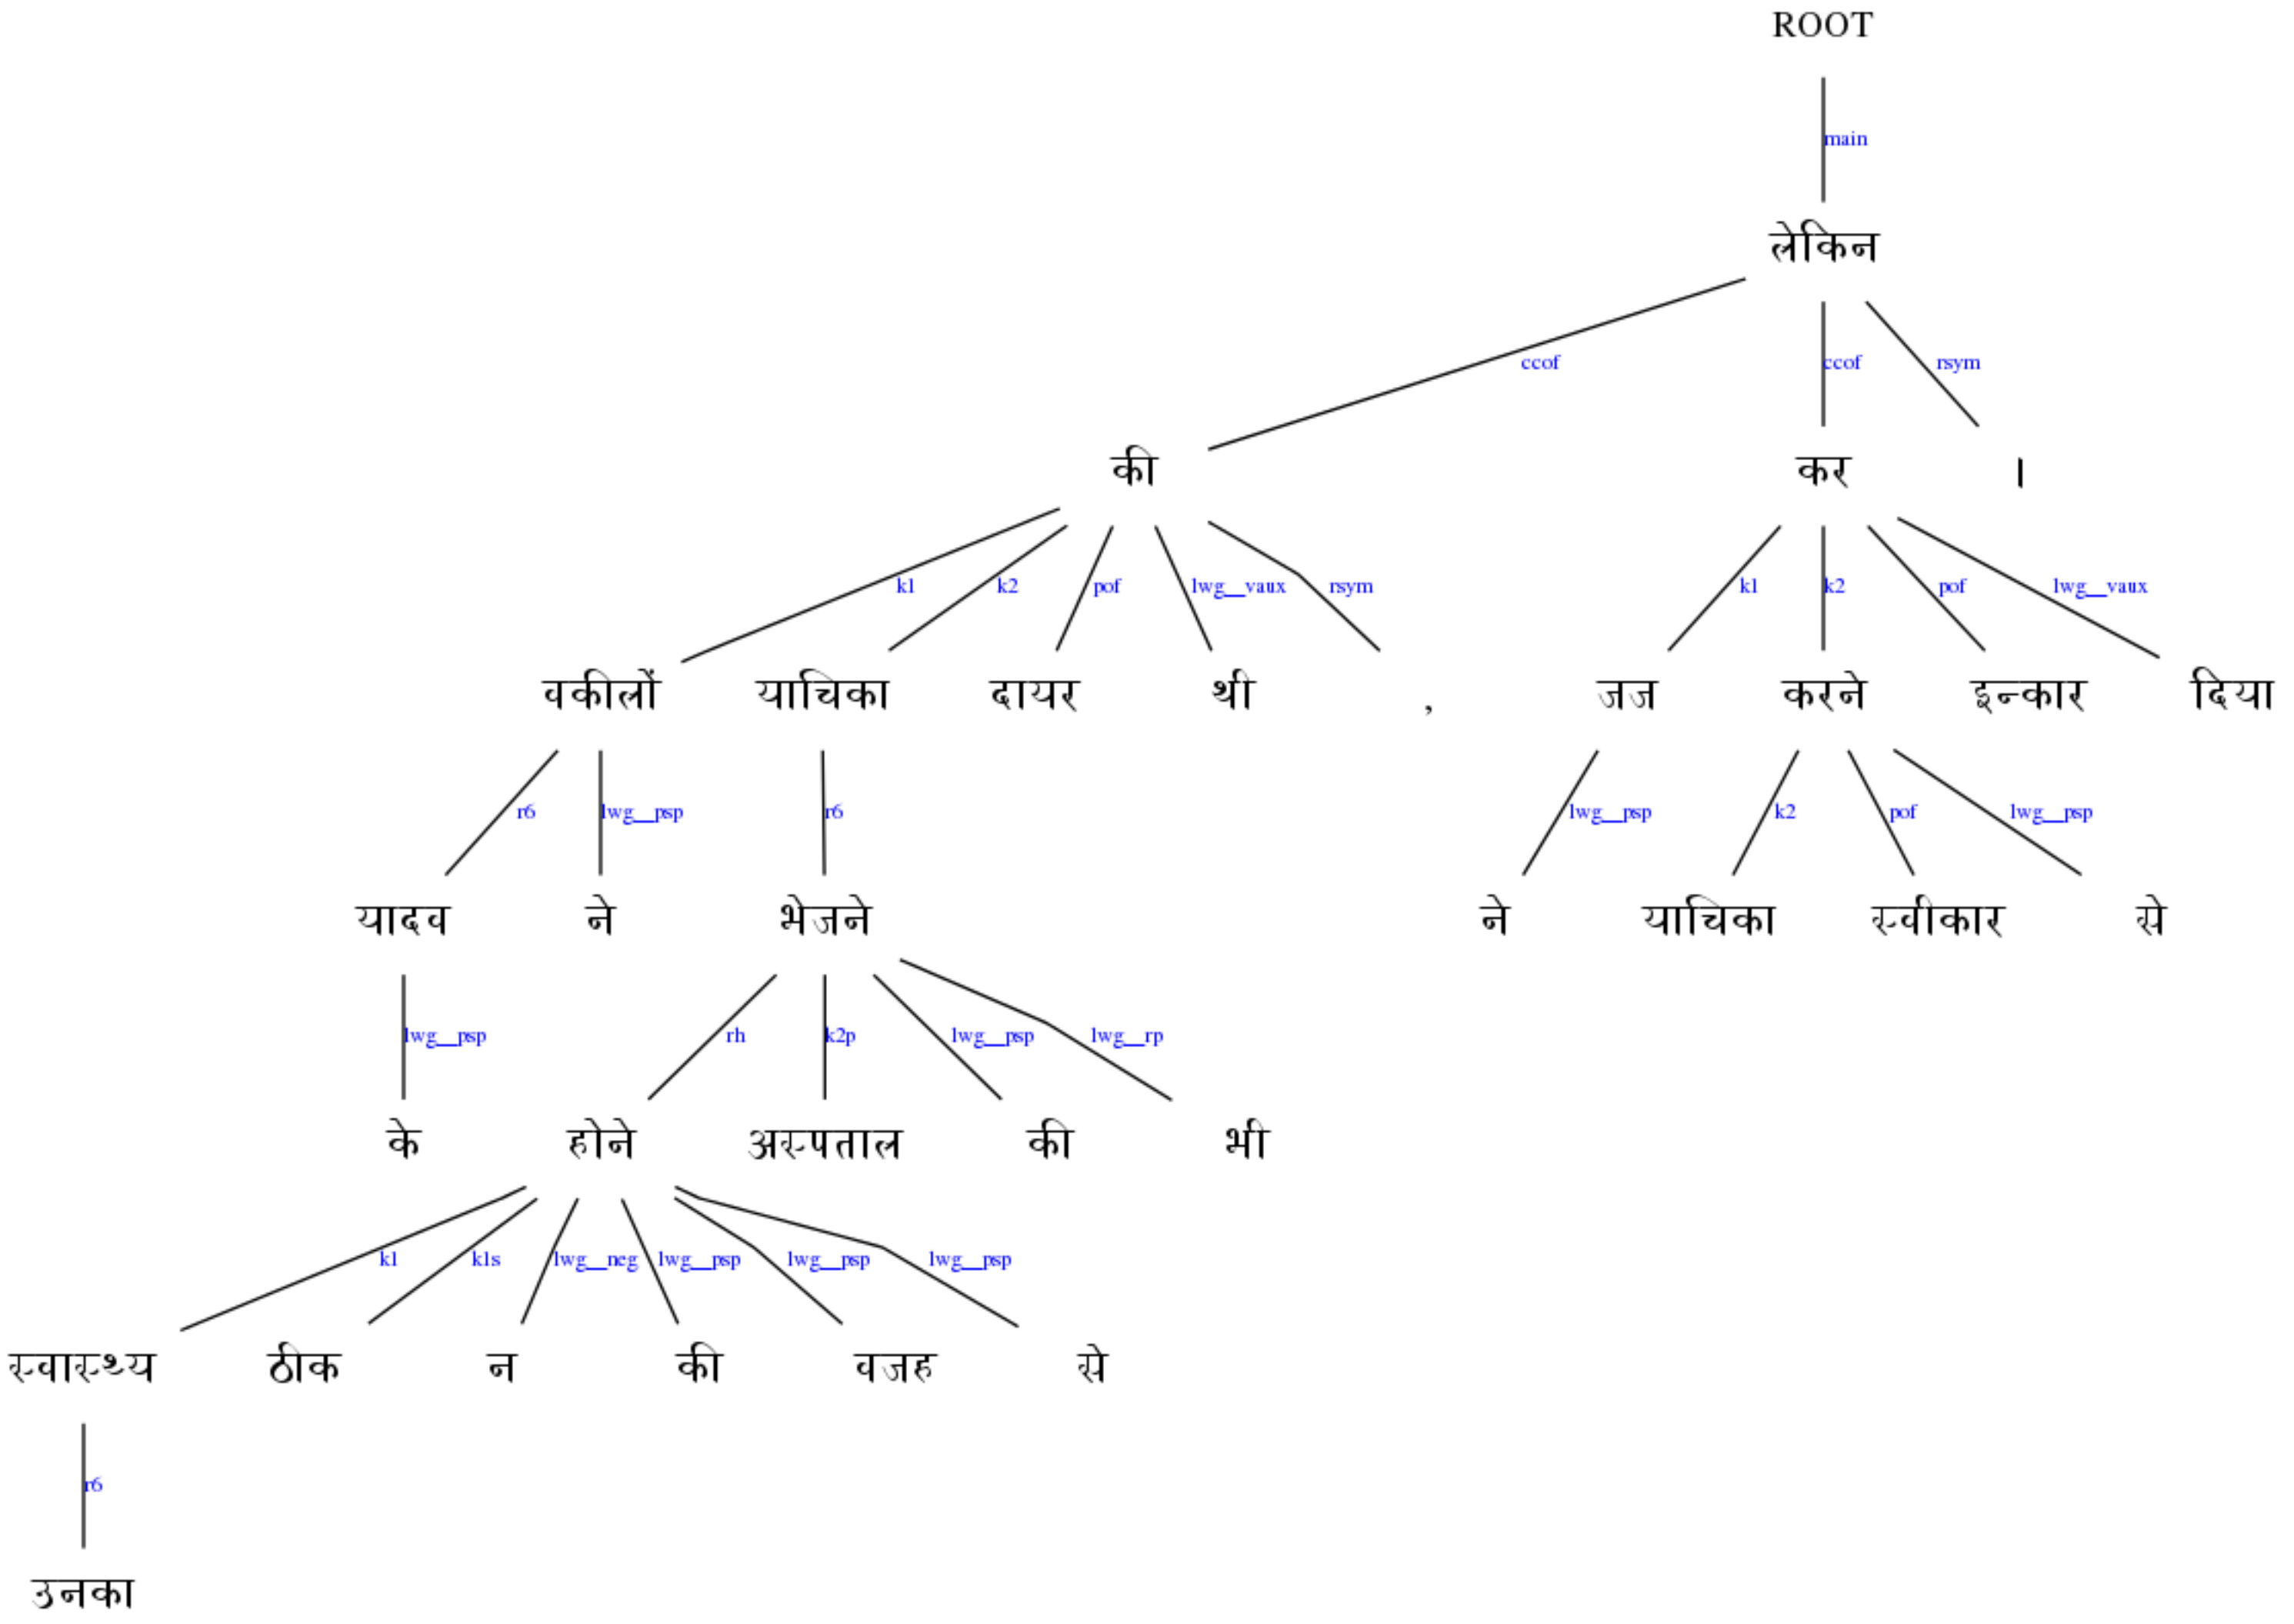 ROOT
main
लेकिन
ccof ccof rsym
की कर ।
k1 k2 pof lwg__vaux rsym k1 k2 pof lwg__vaux
वकीलों याचिका दायर थी , जज करने इन्कार दिया
r6 lwg__psp r6 lwg__psp k2 pof lwg__psp
यादव ने भेजने ने याचिका स्वीकार से
lwg__psp rh k2p lwg__psp lwg__rp
के होने अस्पताल की भी
k1 k1s lwg__neg lwg__psp lwg__psp lwg__psp
स्वास्थ्य ठीक न की वजह से
r6
उनका